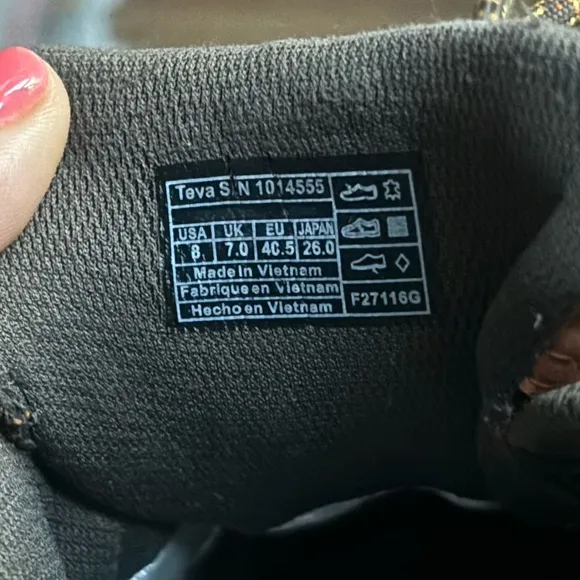 Teva S/N 1014555
USA UK EU JAPAN
8 7.0 40.5 26.0
Made in Vietnam
Fabrique en Vietnam
Hecho en Vietnam
F27116G